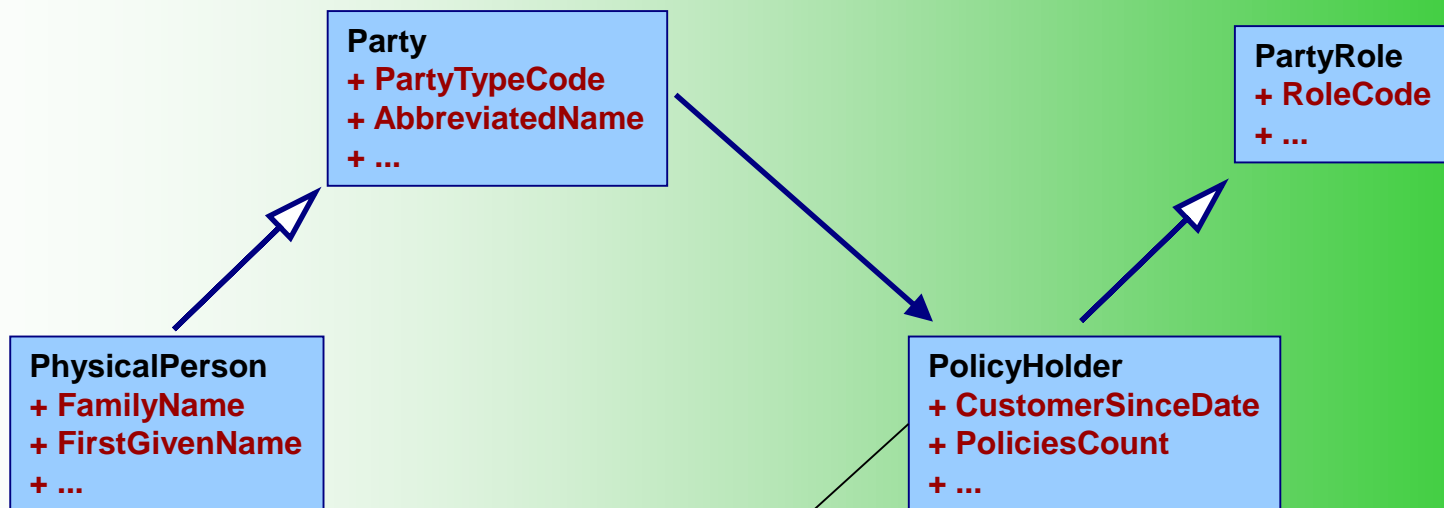 Party
+ PartyTypeCode
+ AbbreviatedName
+ ...
PartyRole
+ RoleCode
+ ...
PhysicalPerson
+ FamilyName
+ FirstGivenName
+ ...
PolicyHolder
+ CustomerSinceDate
+ PoliciesCount
+ ...